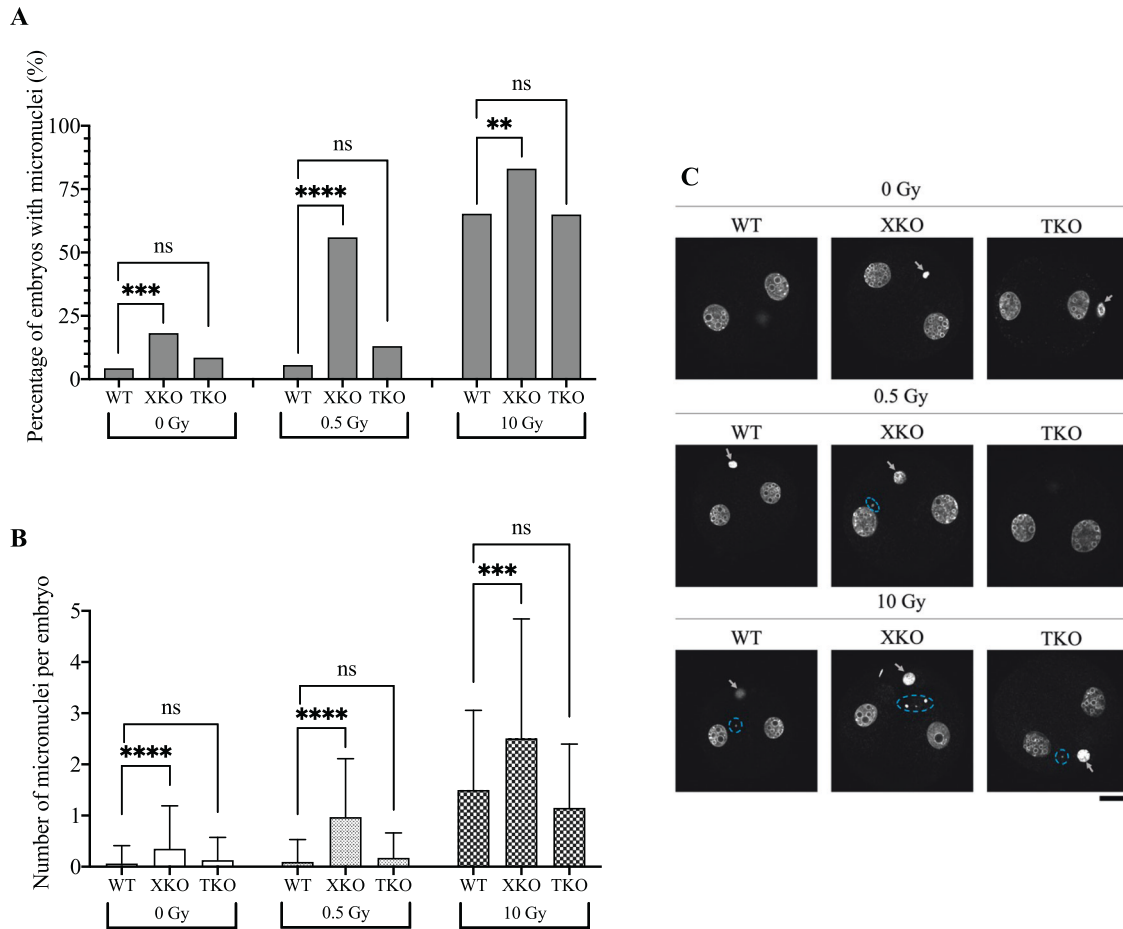 A
Percentage of embryos with micronuclei (%)
100
75
50
25
0
ns
***
ns
****
ns
**
WT XKO TKO WT XKO TKO WT XKO TKO
0 Gy 0.5 Gy 10 Gy
B
Number of micronuclei per embryo
5
4
3
2
1
0
ns
****
ns
****
ns
***
WT XKO TKO WT XKO TKO WT XKO TKO
0 Gy 0.5 Gy 10 Gy
C
0 Gy
WT XKO TKO
0.5 Gy
WT XKO TKO
10 Gy
WT XKO TKO